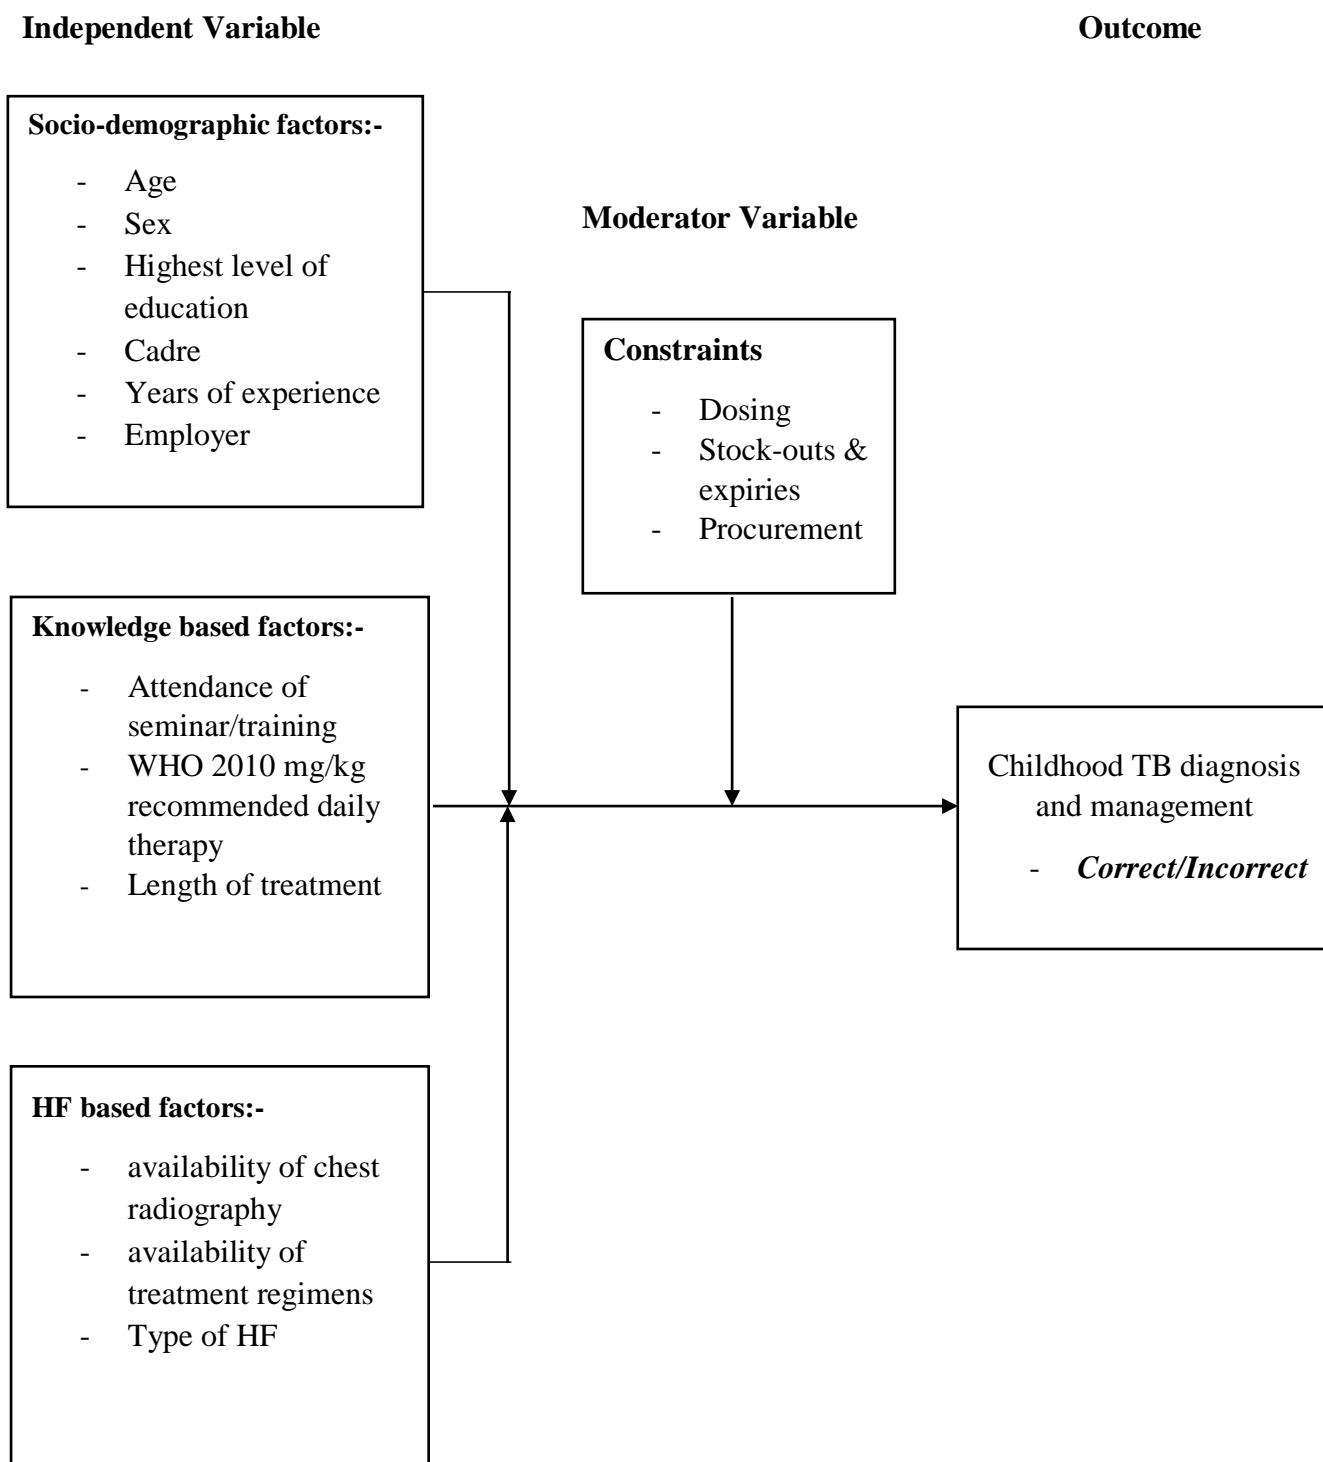 Independent Variable
Outcome
Socio-demographic factors:-
- Age
- Sex
- Highest level of
education
- Cadre
- Years of experience
- Employer
Moderator Variable
Constraints
- Dosing
- Stock-outs &
expiries
- Procurement
Knowledge based factors:-
- Attendance of
seminar/training
- WHO 2010 mg/kg
recommended daily
therapy
- Length of treatment
Childhood TB diagnosis
and management
- Correct/Incorrect
HF based factors:-
- availability of chest
radiography
- availability of
treatment regimens
- Type of HF